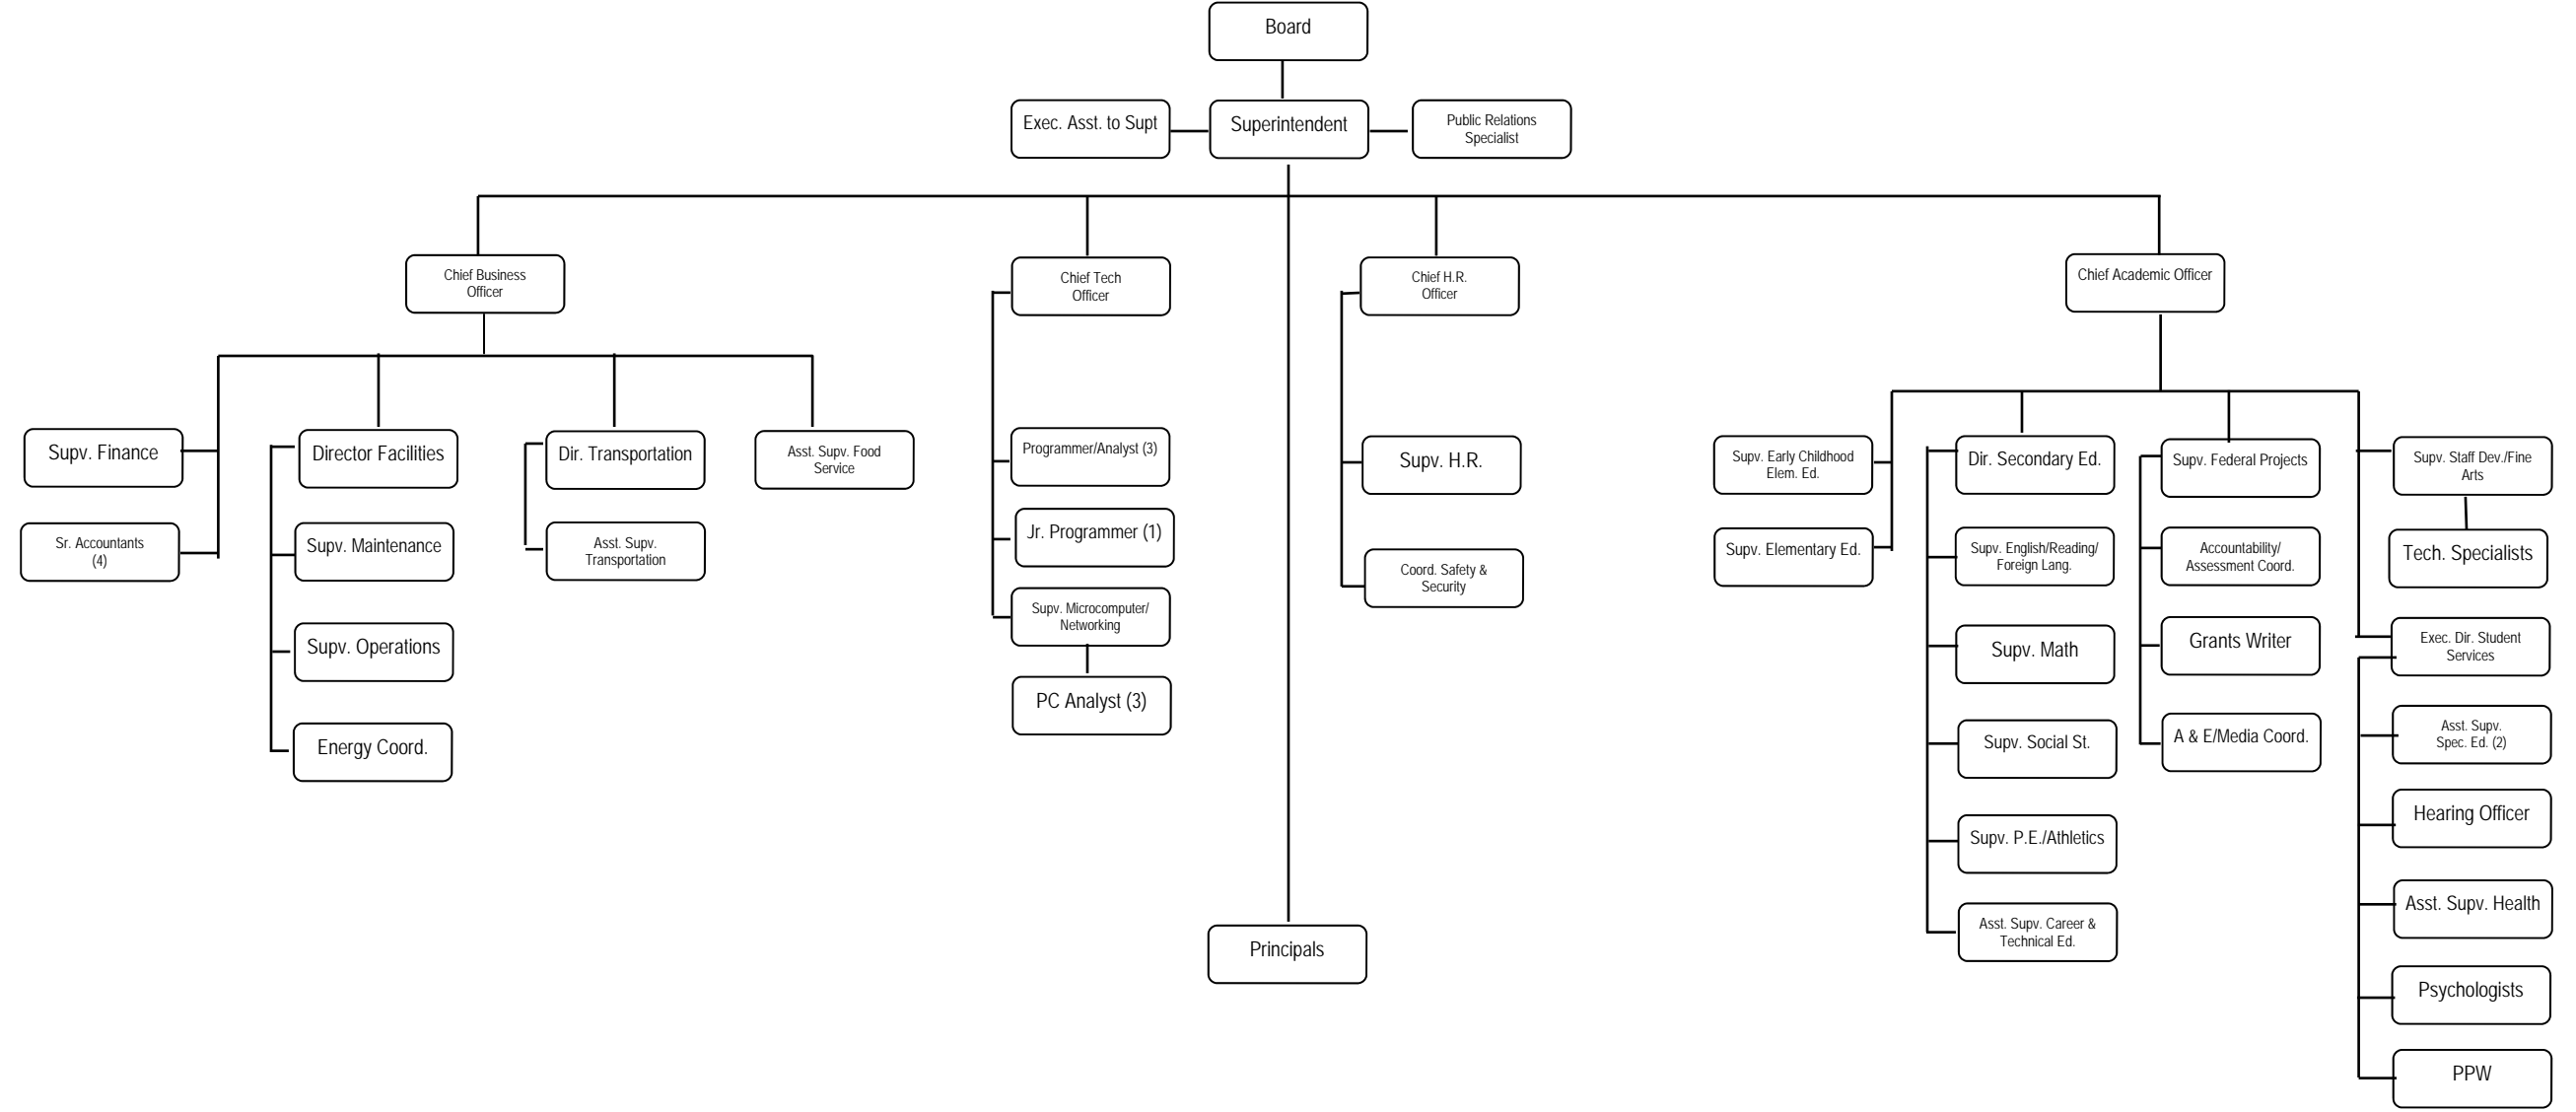 Board
Exec. Asst. to Supt
Superintendent
Public Relations
Specialist
Chief Business
Officer
Chief Tech
Officer
Chief H.R.
Officer
Chief Academic Officer
Supv. Finance
Sr. Accountants
(4)
Director Facilities
Supv. Maintenance
Supv. Operations
Energy Coord.
Dir. Transportation
Asst. Supv.
Transportation
Asst. Supv. Food
Service
Programmer/Analyst (3)
Jr. Programmer (1)
Supv. Microcomputer/
Networking
PC Analyst (3)
Supv. H.R.
Coord. Safety &
Security
Principals
Supv. Early Childhood
Elem. Ed.
Supv. Elementary Ed.
Dir. Secondary Ed.
Supv. English/Reading/
Foreign Lang.
Supv. Math
Supv. Social St.
Supv. P.E./Athletics
Asst. Supv. Career &
Technical Ed.
Supv. Federal Projects
Accountability/
Assessment Coord.
Grants Writer
A & E/Media Coord.
Supv. Staff Dev./Fine
Arts
Tech. Specialists
Exec. Dir. Student
Services
Asst. Supv.
Spec. Ed. (2)
Hearing Officer
Asst. Supv. Health
Psychologists
PPW